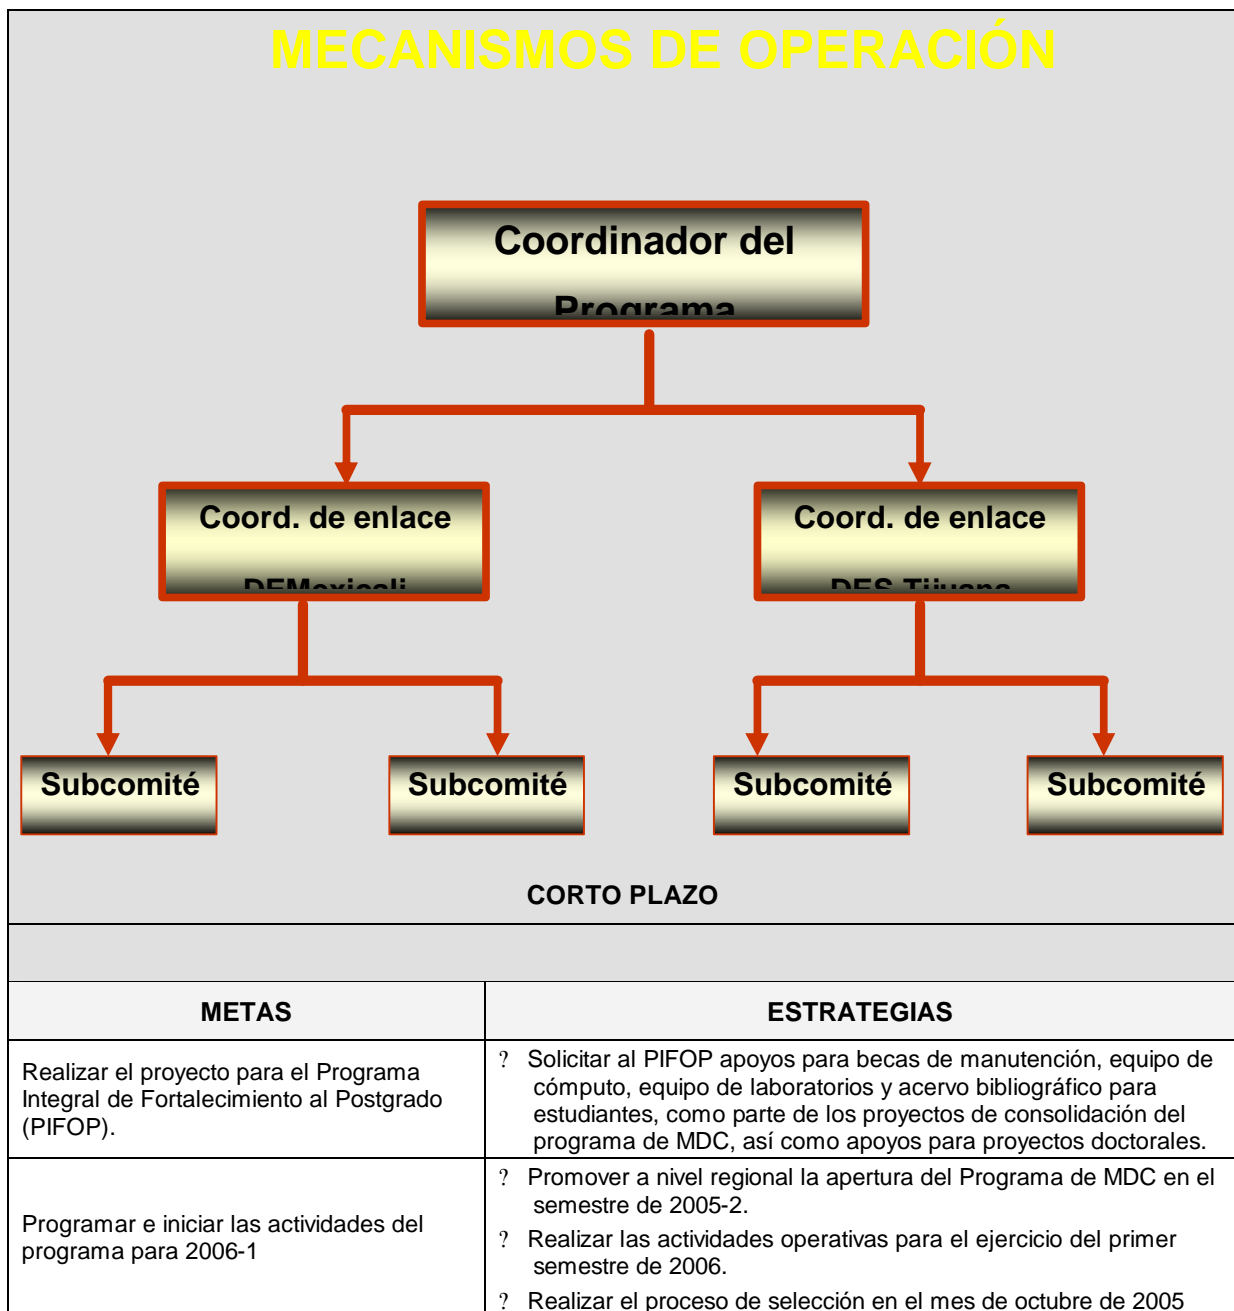 MECANISMOS DE OPERACIÓN
Coordinador del
Programa
Coord. de enlace
DEMexicali
Coord. de enlace
DES Tijuana
Subcomité
Subcomité
Subcomité
Subcomité
CORTO PLAZO
METAS
ESTRATEGIAS
Realizar el proyecto para el Programa
Integral de Fortalecimiento al Postgrado
(PIFOP).
? Solicitar al PIFOP apoyos para becas de manutención, equipo de
cómputo, equipo de laboratorios y acervo bibliográfico para
estudiantes, como parte de los proyectos de consolidación del
programa de MDC, así como apoyos para proyectos doctorales.
Programar e iniciar las actividades del
programa para 2006-1
? Promover a nivel regional la apertura del Programa de MDC en el
semestre de 2005-2.
? Realizar las actividades operativas para el ejercicio del primer
semestre de 2006.
? Realizar el proceso de selección en el mes de octubre de 2005